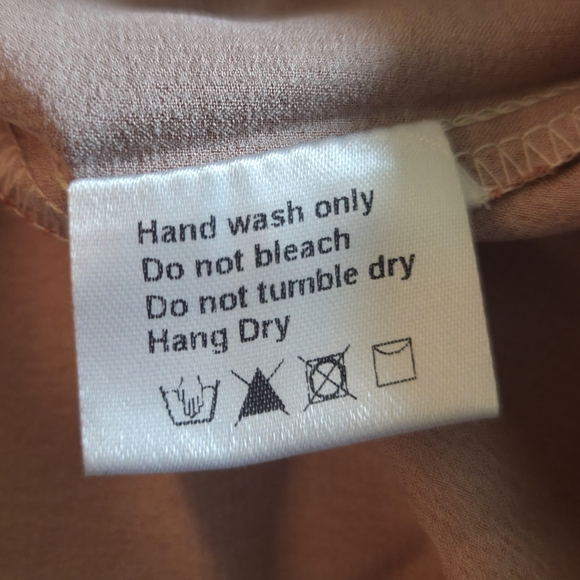 Hand wash only
Do not bleach
Do not tumble dry
Hang Dry